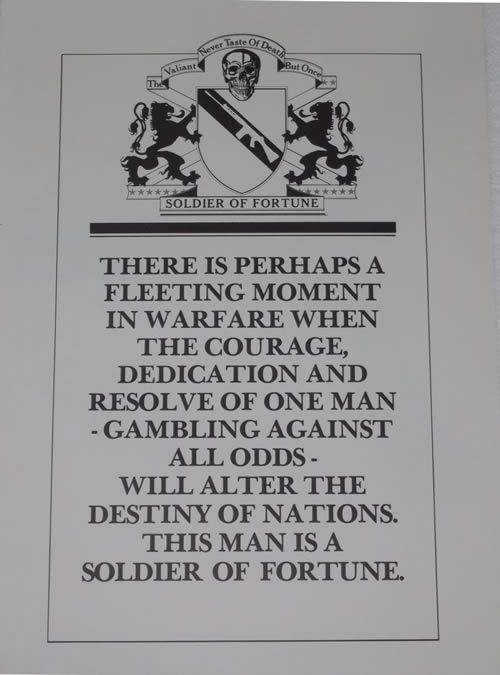 The Valiant Never Taste Of Death But Once
SOLDIER OF FORTUNE
THERE IS PERHAPS A
FLEETING MOMENT
IN WARFARE WHEN
THE COURAGE,
DEDICATION AND
RESOLVE OF ONE MAN
- GAMBLING AGAINST
ALL ODDS -
WILL ALTER THE
DESTINY OF NATIONS.
THIS MAN IS A
SOLDIER OF FORTUNE.